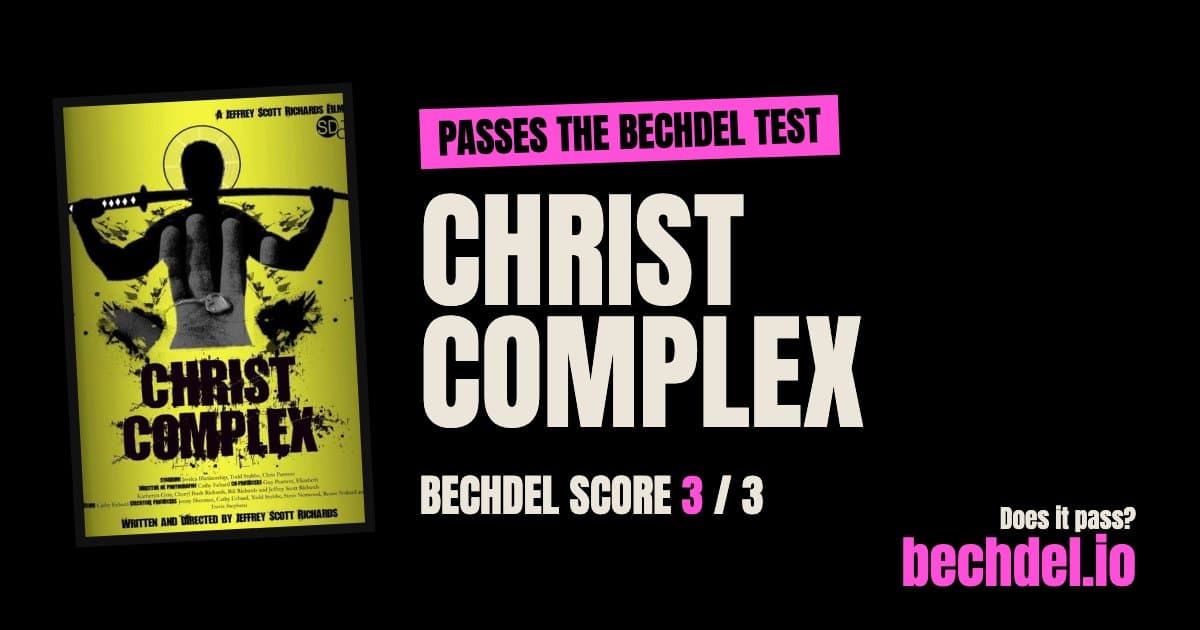 A Jeffrey Scott Richards Film
SD
CHRIST
COMPLEX
Written and Directed by Jeffrey Scott Richards
PASSES THE BECHDEL TEST
CHRIST
COMPLEX
BECHDEL SCORE 3 / 3
Does it pass?
bechdel.io